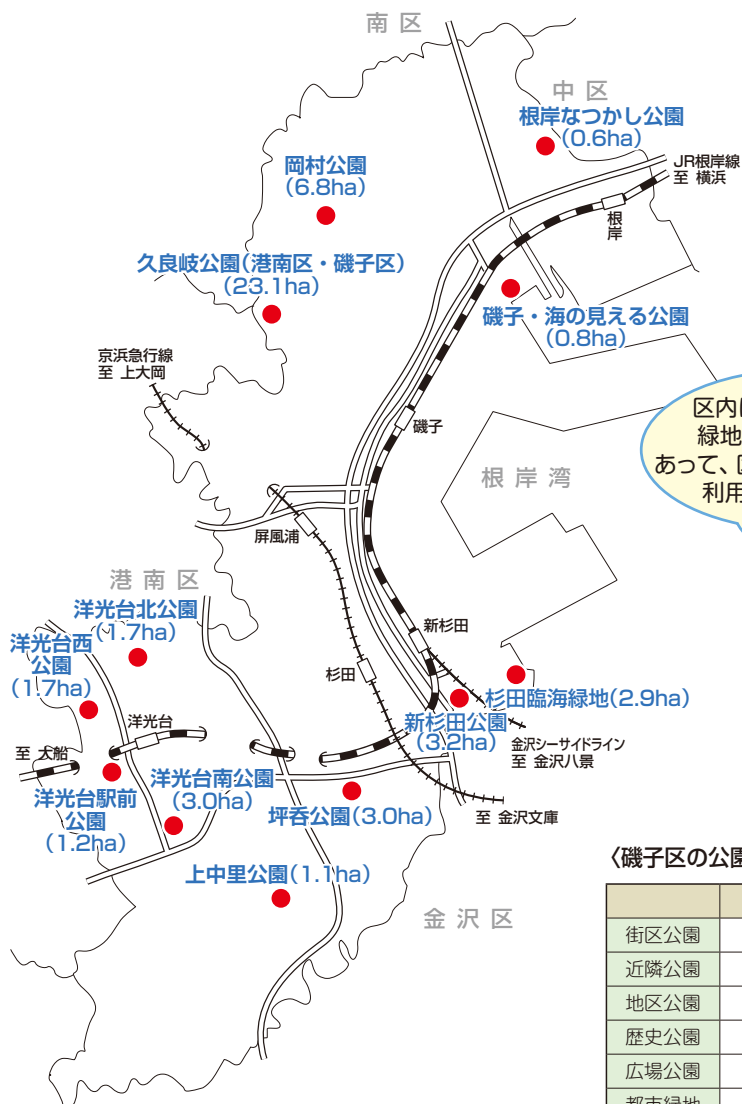 南区
中区
根岸なつかし公園
(0.6ha)
JR根岸線
至 横浜
根岸
岡村公園
(6.8ha)
久良岐公園(港南区・磯子区)
(23.1ha)
磯子・海の見える公園
(0.8ha)
京浜急行線
至 上大岡
磯子
区内に
緑地
あって、区
利用
根岸湾
屏風浦
港南区
洋光台北公園
(1.7ha)
洋光台西
公園
(1.7ha)
新杉田
杉田
杉田臨海緑地(2.9ha)
新杉田公園
(3.2ha)
洋光台
至 大船
金沢シーサイドライン
至 金沢八景
洋光台駅前
公園
(1.2ha)
洋光台南公園
(3.0ha)
坪呑公園(3.0ha)
至 金沢文庫
上中里公園(1.1ha)
金沢区
〈磯子区の公園
街区公園
近隣公園
地区公園
歴史公園
広場公園
都市緑地